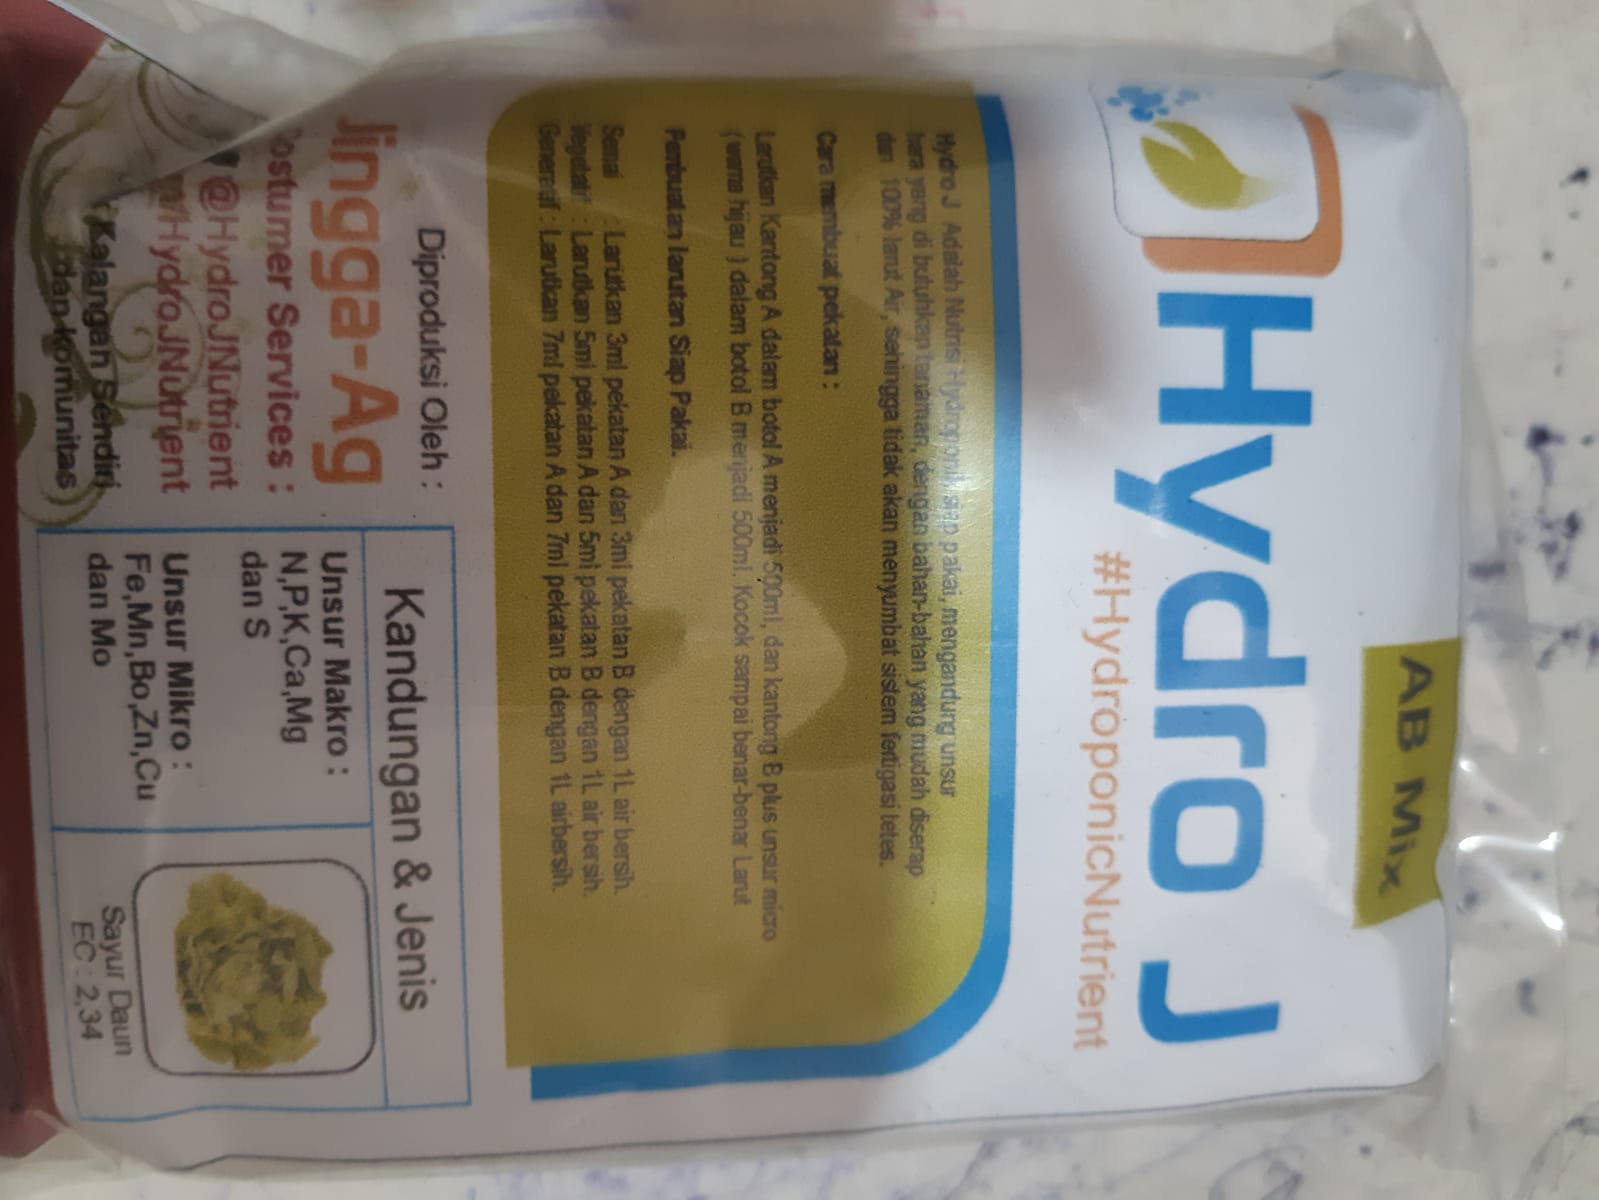 AB Mix
Hydro J
#HydroponicNutrient
Hydro J Adalah Nutrisi Hydroponik siap pakai, mengandung unsur
hara yang di butuhkan tanaman, dengan bahan-bahan yang mudah diserap
dan 100% larut Air, sehingga tidak akan menyumbat sistem fertigasi tetes.
Cara membuat pekatan :
Larutkan Kantong A dalam botol A menjadi 500ml, dan kantong B plus unsur micro
( warna hijau ) dalam botol B menjadi 500ml. Kocok sampai benar-benar Larut
Pembuatan larutan Siap Pakai.
Semai : Larutkan 3ml pekatan A dan 3ml pekatan B dengan 1L air bersih.
Vegetatif : Larutkan 5ml pekatan A dan 5ml pekatan B dengan 1L air bersih.
Generatif : Larutkan 7ml pekatan A dan 7ml pekatan B dengan 1L airbersih.
Diproduksi Oleh :
Jingga-Ag
Costumer Services :
@HydroJNutrient
m/HydroJNutrient
Kalangan Sendiri
dan komunitas
Kandungan & Jenis
Unsur Makro :
N,P,K,Ca,Mg
dan S
Unsur Mikro :
Fe,Mn,Bo,Zn,Cu
dan Mo
Sayur Daun
EC : 2,34